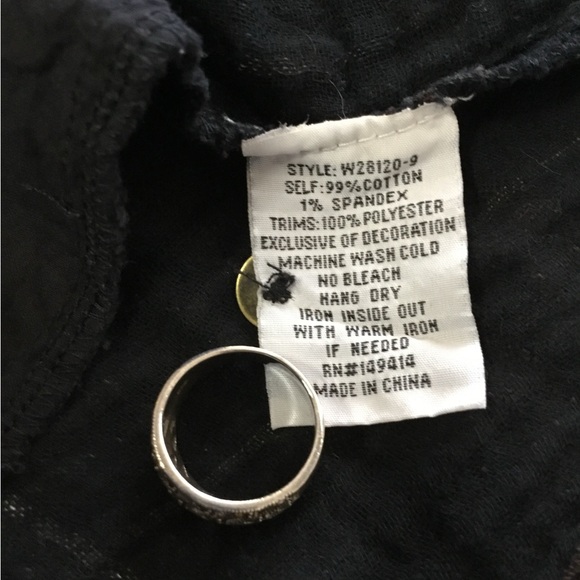 STYLE: W28120-9
SELF:99%COTTON
1% SPANDEX
TRIMS:100%POLYESTER
EXCLUSIVE OF DECORATION
MACHINE WASH COLD
NO BLEACH
HANG DRY
IRON INSIDE OUT
WITH WARM IRON
IF NEEDED
RN#149414
MADE IN CHINA